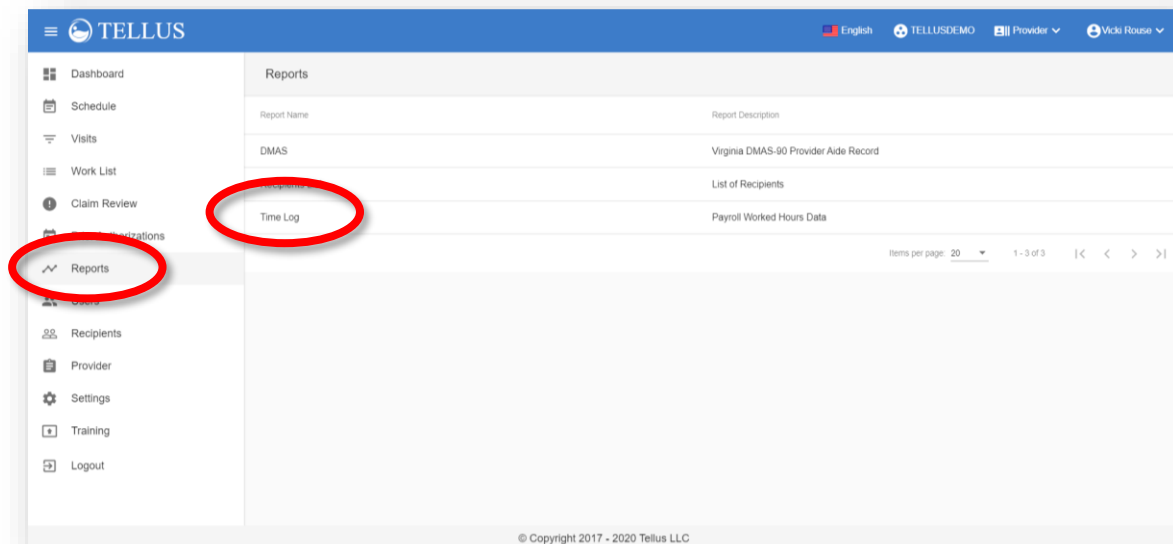 TELLUS
English
TELLUSDEMO
Provider
Vicki Rouse
Dashboard
Schedule
Visits
Work List
Claim Review
Reports
Recipients
Provider
Settings
Training
Logout
Reports
Report Name Report Description
DMAS Virginia DMAS-90 Provider Aide Record
List of Recipients
Time Log Payroll Worked Hours Data
Items per page: 20 1 - 3 of 3
© Copyright 2017 - 2020 Tellus LLC